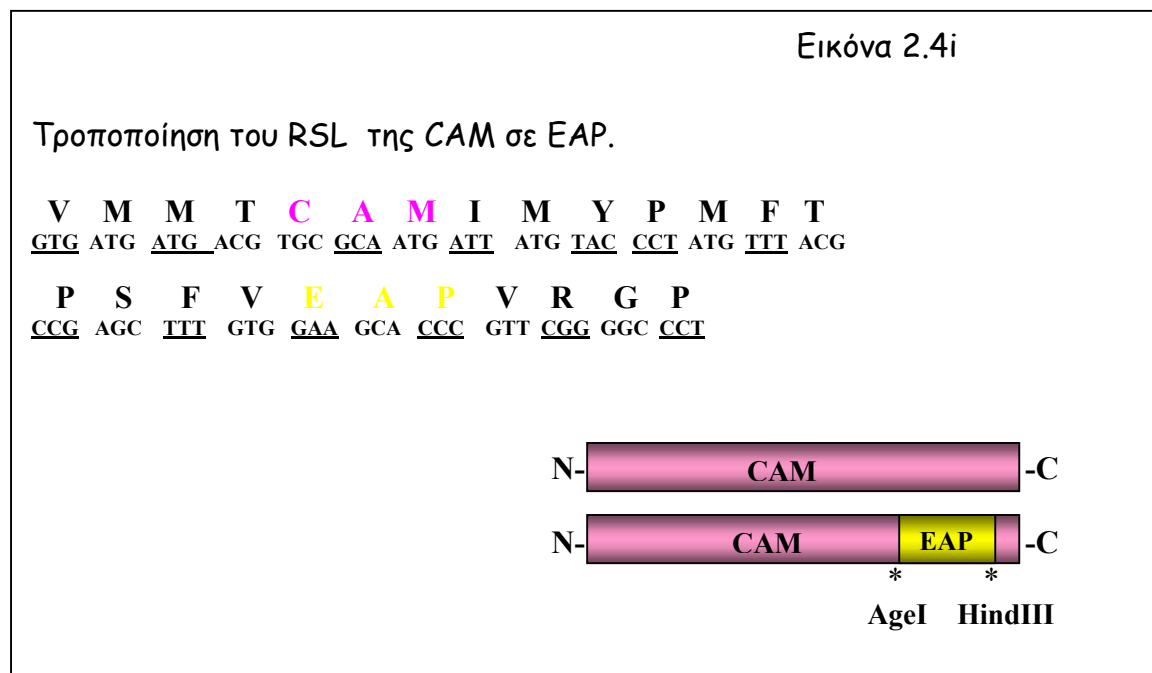 Εικόνα 2.4i
Τροποποίηση του RSL της CAM σε EAP.
V M M T C A M I M Y P M F T
GTG ATG ATG ACG TGC GCA ATG ATT ATG TAC CCT ATG TTT ACG
P S F V E A P V R G P
CCG AGC TTT GTG GAA GCA CCC GTT CGG GGC CCT
N- CAM -C
N- CAM EAP -C
* *
AgeI HindIII